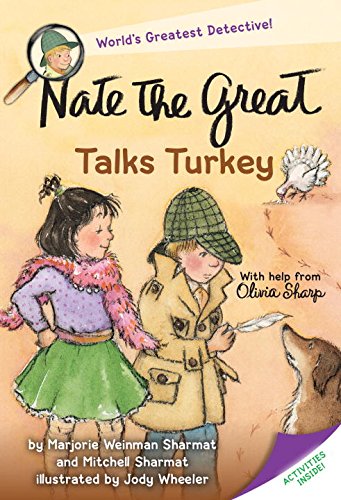 World's Greatest Detective!
Nate the Great
Talks Turkey
With help from
Olivia Sharp
by Marjorie Weinman Sharmat
and Mitchell Sharmat
illustrated by Jody Wheeler
ACTIVITIES
INSIDE!